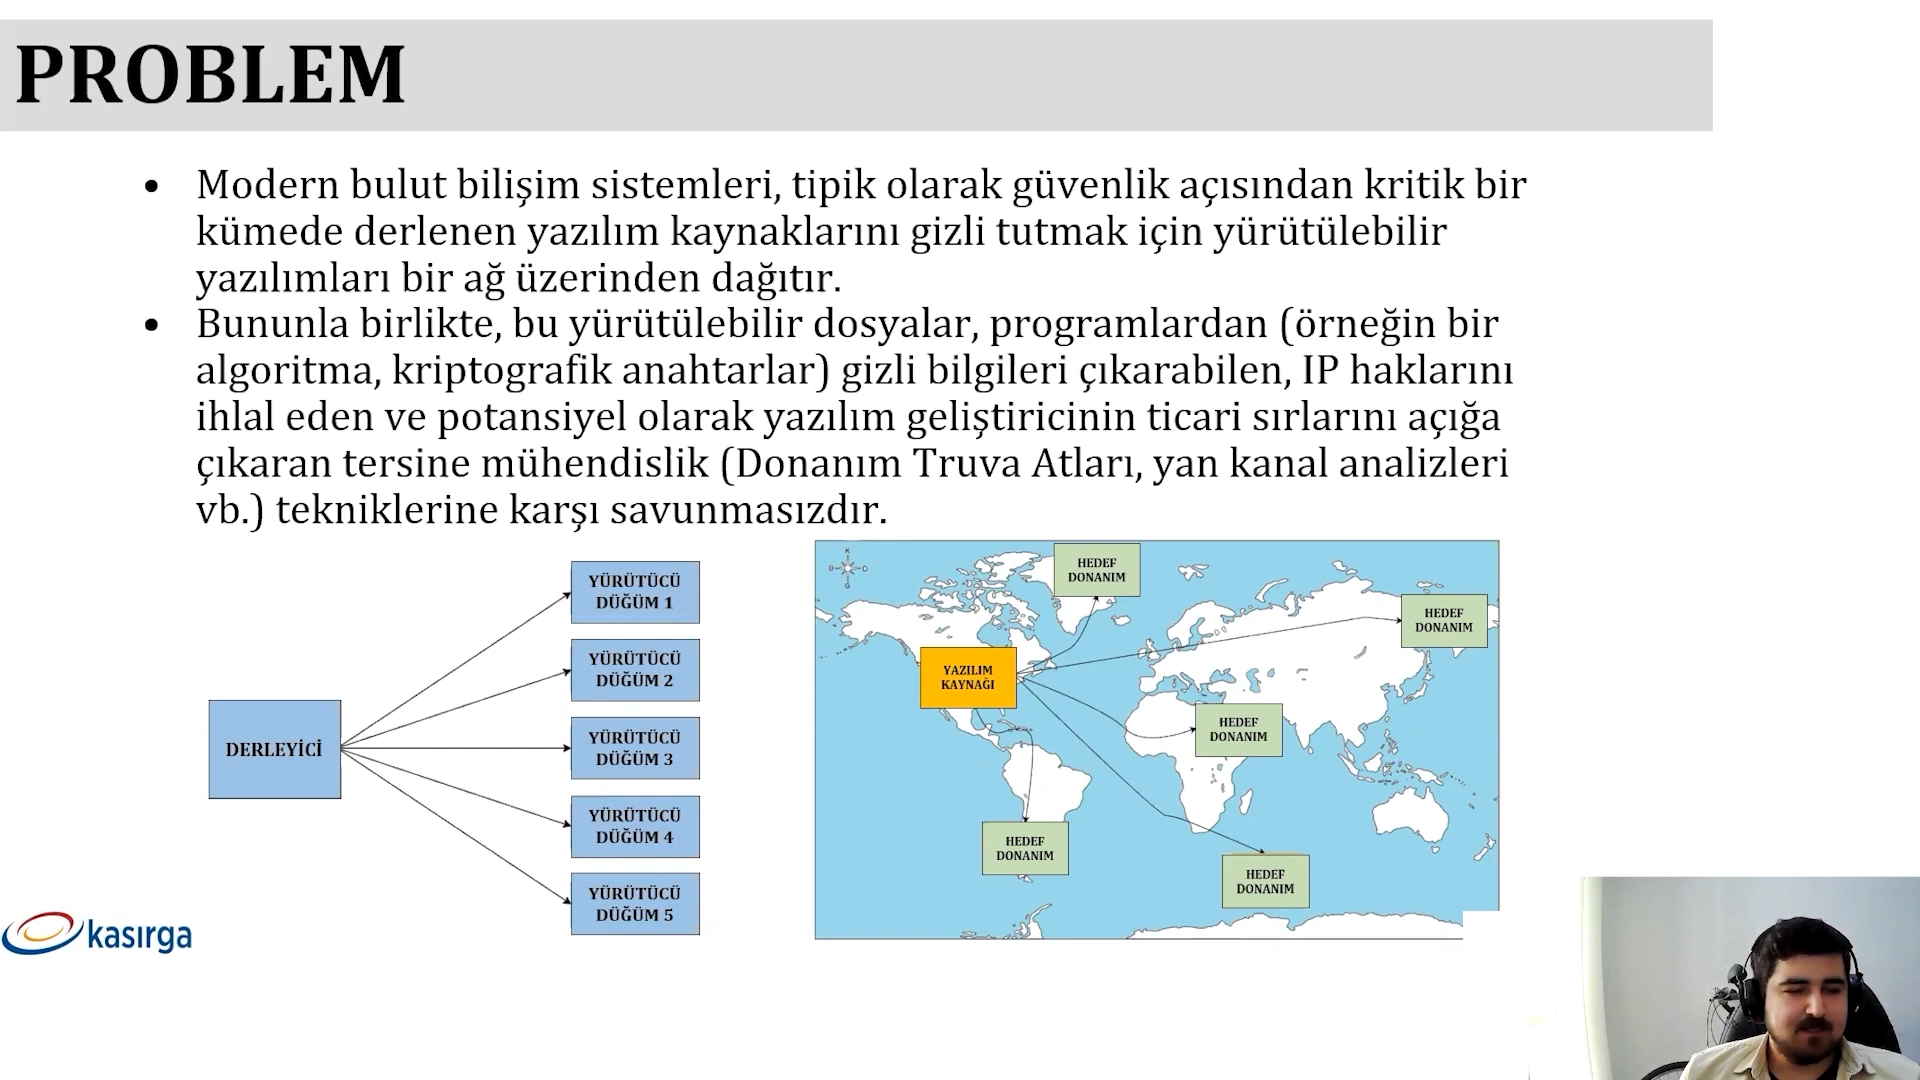 PROBLEM
• Modern bulut bilişim sistemleri, tipik olarak güvenlik açısından kritik bir
kümede derlenen yazılım kaynaklarını gizli tutmak için yürütülebilir
yazılımları bir ağ üzerinden dağıtır.
• Bununla birlikte, bu yürütülebilir dosyalar, programlardan (örneğin bir
algoritma, kriptografik anahtarlar) gizli bilgileri çıkarabilen, IP haklarını
ihlal eden ve potansiyel olarak yazılım geliştiricinin ticari sırlarını açığa
çıkaran tersine mühendislik (Donanım Truva Atları, yan kanal analizleri
vb.) tekniklerine karşı savunmasızdır.
DERLEYİCİ
YÜRÜTÜCÜ
DÜĞÜM 1
YÜRÜTÜCÜ
DÜĞÜM 2
YÜRÜTÜCÜ
DÜĞÜM 3
YÜRÜTÜCÜ
DÜĞÜM 4
YÜRÜTÜCÜ
DÜĞÜM 5
K
B
D
G
HEDEF
DONANIM
HEDEF
DONANIM
YAZILIM
KAYNAĞI
HEDEF
DONANIM
HEDEF
DONANIM
HEDEF
DONANIM
kasırga